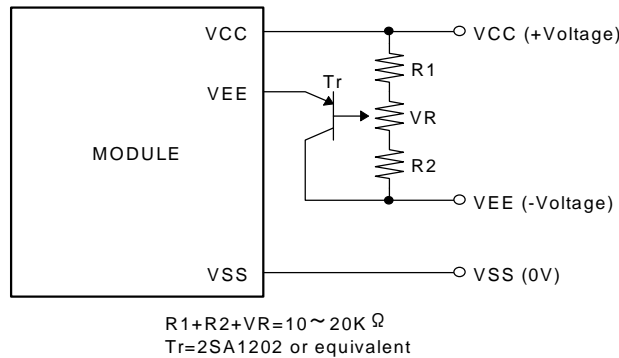 VCC
VCC (+Voltage)
R1
Tr
VEE
VR
MODULE
R2
VEE (-Voltage)
VSS
VSS (0V)
R1+R2+VR=10~20KΩ
Tr=2SA1202 or equivalent